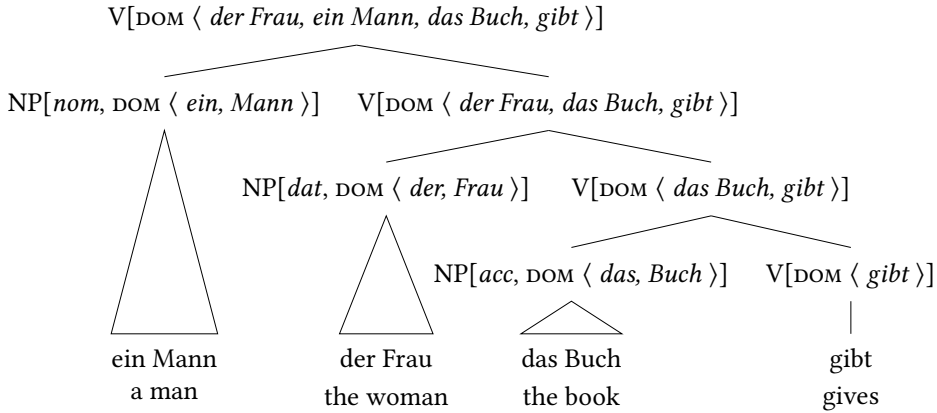 V[DOM ⟨ der Frau, ein Mann, das Buch, gibt ⟩]
NP[nom, DOM ⟨ ein, Mann ⟩] V[DOM ⟨ der Frau, das Buch, gibt ⟩]
NP[dat, DOM ⟨ der, Frau ⟩] V[DOM ⟨ das Buch, gibt ⟩]
NP[acc, DOM ⟨ das, Buch ⟩] V[DOM ⟨ gibt ⟩]
ein Mann der Frau das Buch gibt
a man the woman the book gives